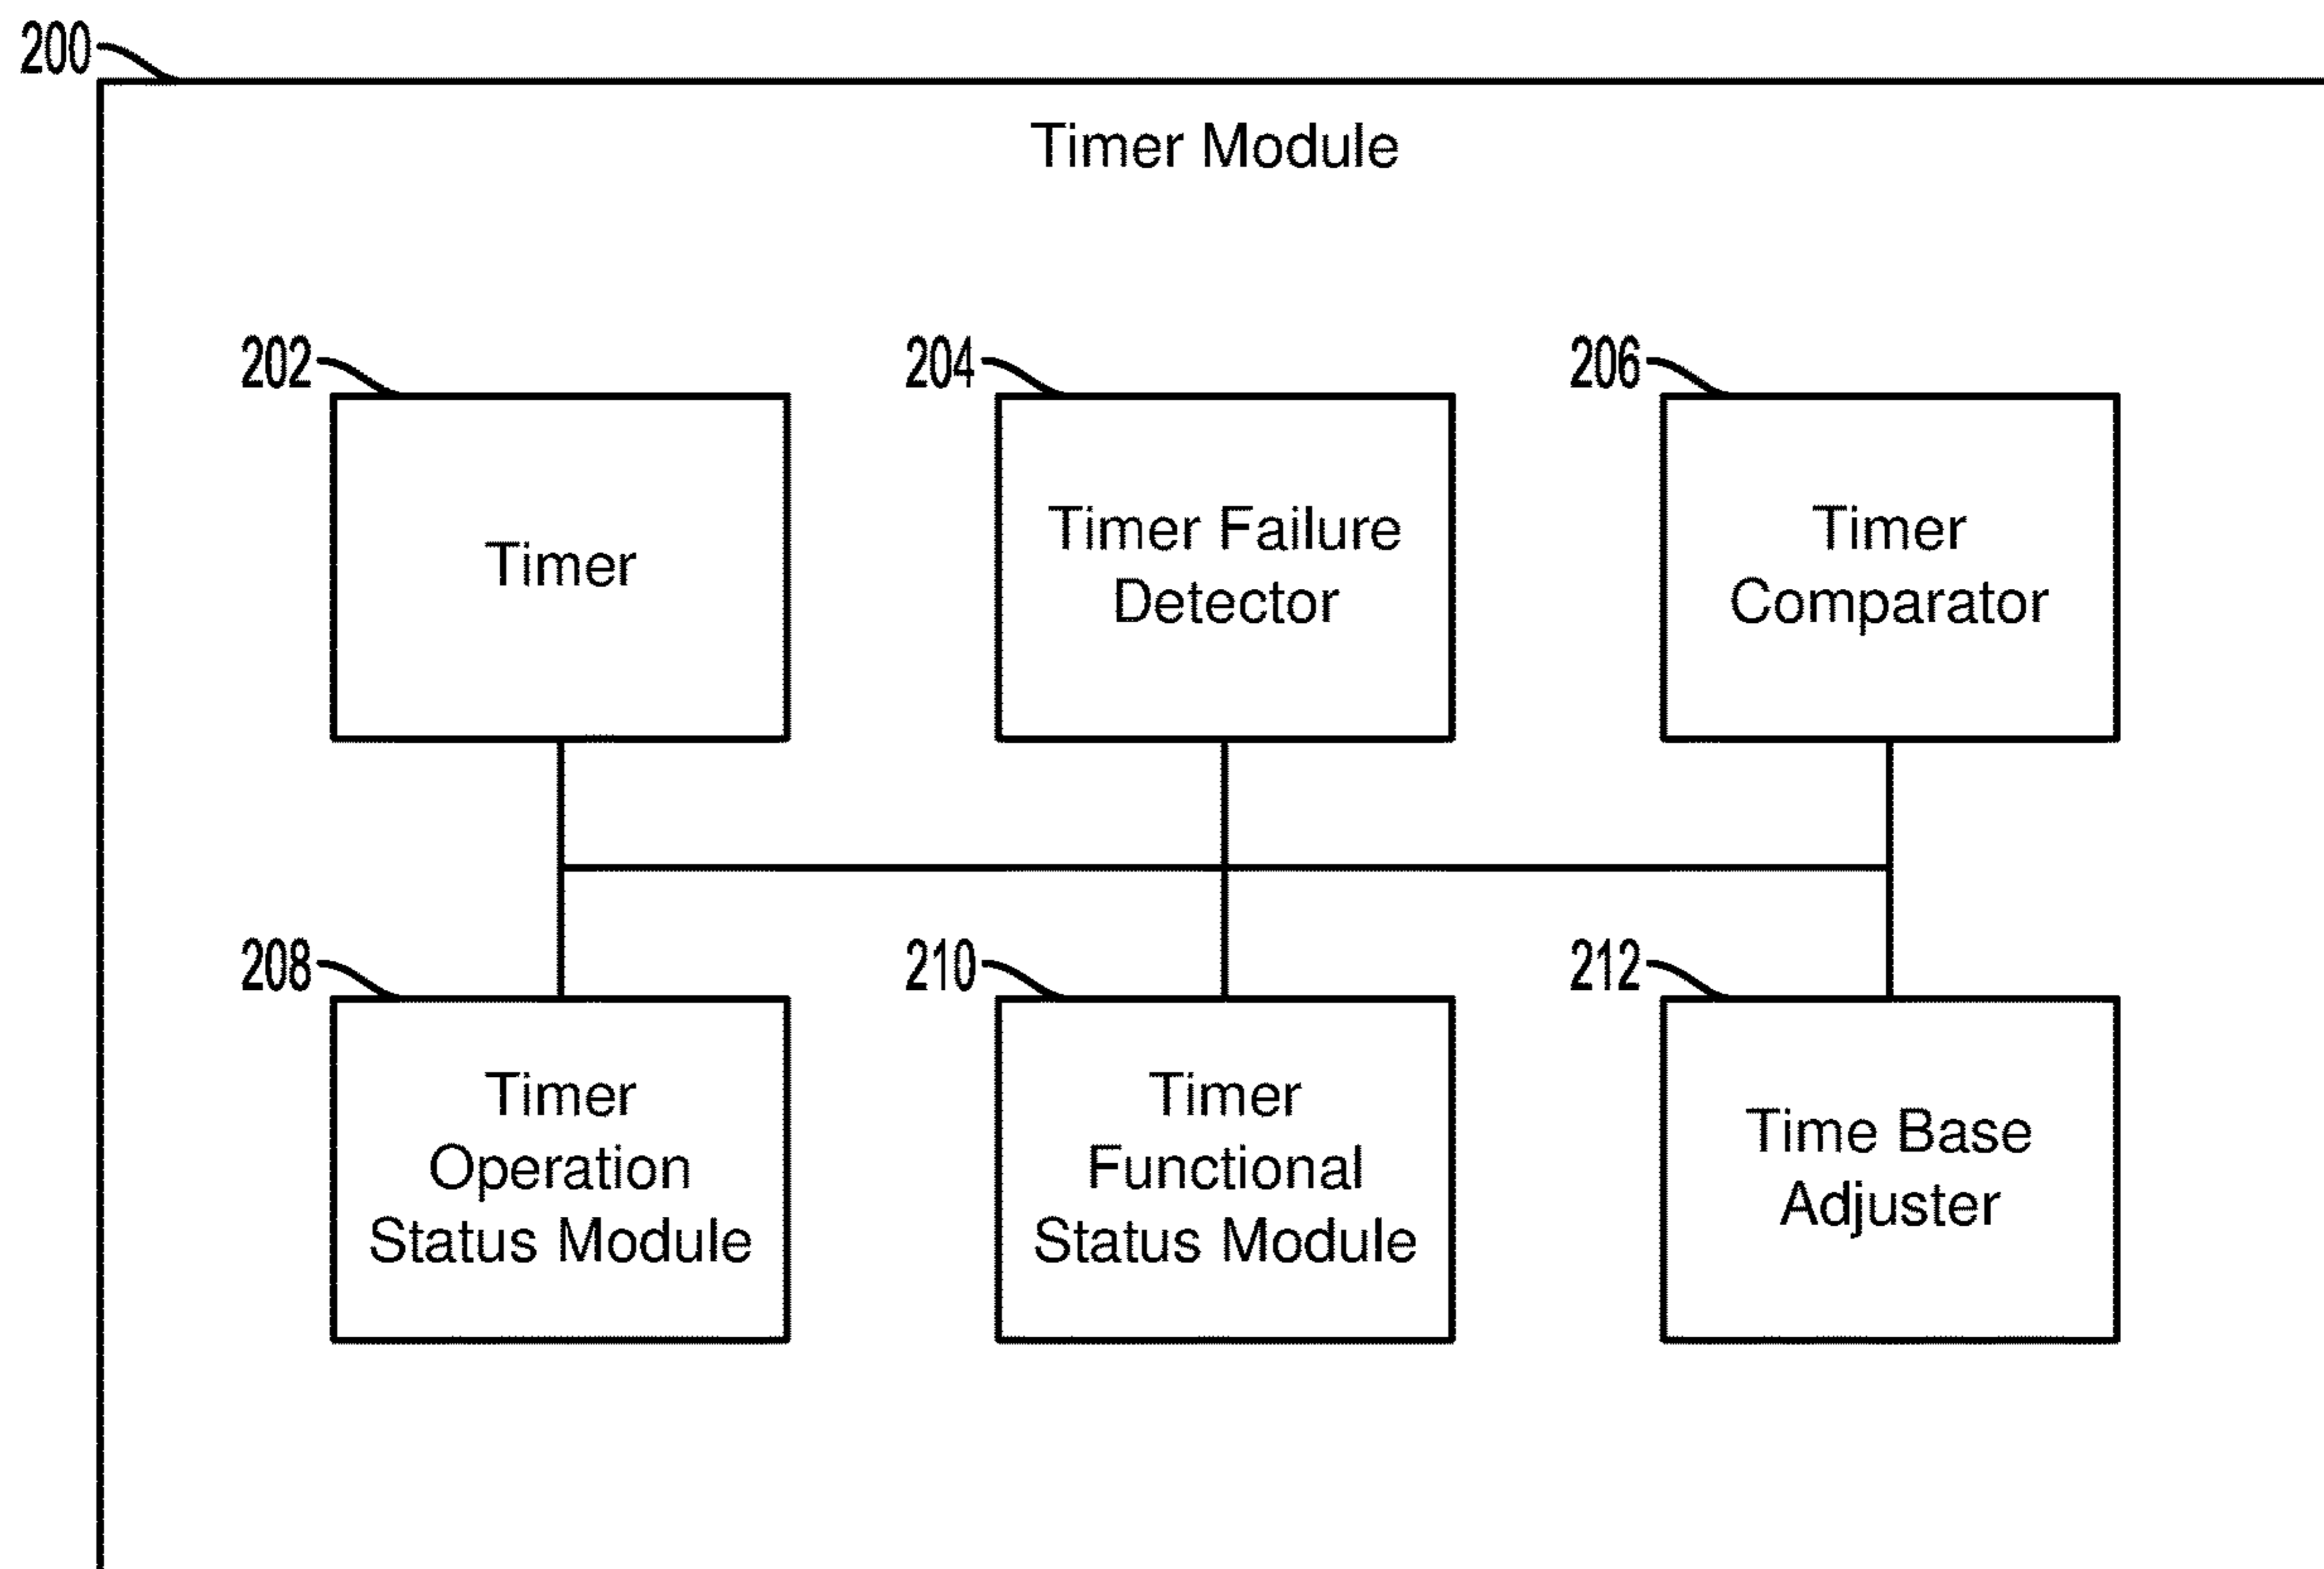 200
Timer Module
202
Timer
204
Timer Failure
Detector
206
Timer
Comparator
208
Timer
Operation
Status Module
210
Timer
Functional
Status Module
212
Time Base
Adjuster